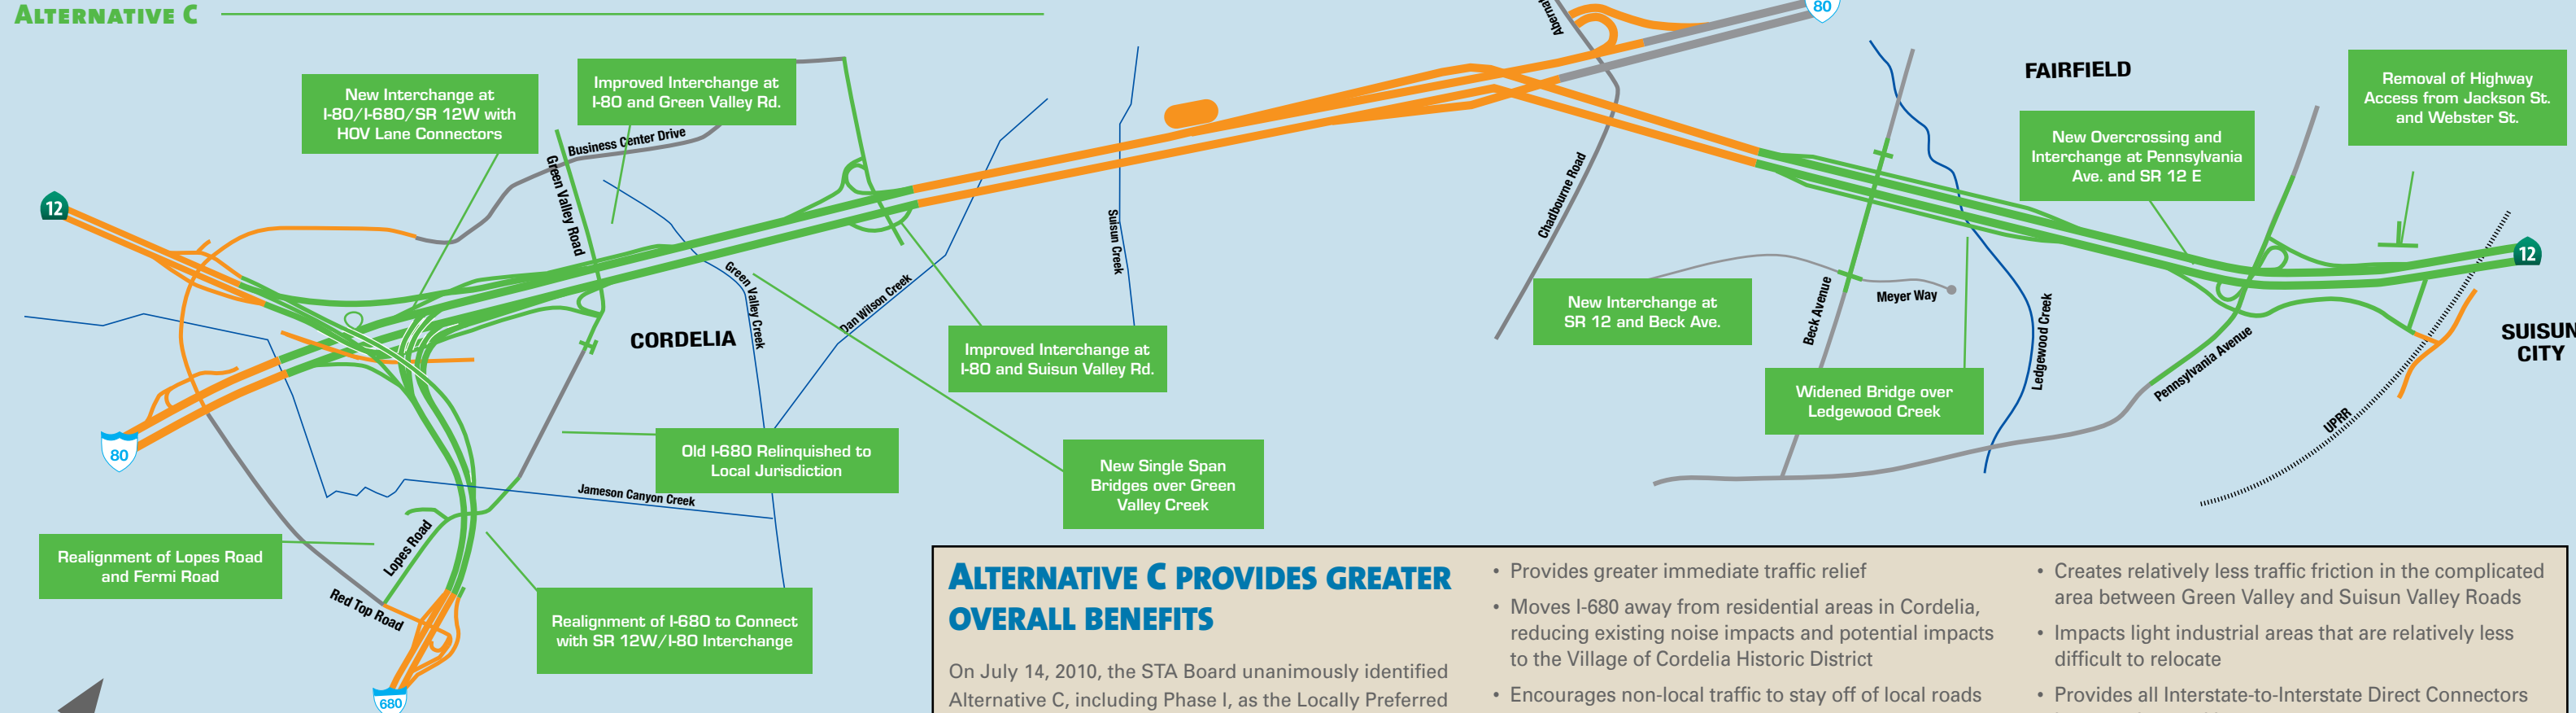 ALTERNATIVE C
New Interchange at
I-80/I-680/SR 12W with
HOV Lane Connectors
Improved Interchange at
I-80 and Green Valley Rd.
Business Center Drive
Green Valley Road
12
80
CORDELIA
Green Valley Creek
Dan Wilson Creek
Suisun Creek
Improved Interchange at
I-80 and Suisun Valley Rd.
Old I-680 Relinquished to
Local Jurisdiction
New Single Span
Bridges over Green
Valley Creek
Jameson Canyon Creek
Realignment of Lopes Road
and Fermi Road
Lopes Road
Red Top Road
Realignment of I-680 to Connect
with SR 12W/I-80 Interchange
680
80
Chadbourne Road
FAIRFIELD
Removal of Highway
Access from Jackson St.
and Webster St.
New Overcrossing and
Interchange at Pennsylvania
Ave. and SR 12 E
12
New Interchange at
SR 12 and Beck Ave.
Meyer Way
Beck Avenue
Ledgewood Creek
Widened Bridge over
Ledgewood Creek
Pennsylvania Avenue
UPRR
SUISUN
CITY
ALTERNATIVE C PROVIDES GREATER
OVERALL BENEFITS
On July 14, 2010, the STA Board unanimously identified
Alternative C, including Phase I, as the Locally Preferred
• Provides greater immediate traffic relief
• Moves I-680 away from residential areas in Cordelia,
reducing existing noise impacts and potential impacts
to the Village of Cordelia Historic District
• Encourages non-local traffic to stay off of local roads
• Creates relatively less traffic friction in the complicated
area between Green Valley and Suisun Valley Roads
• Impacts light industrial areas that are relatively less
difficult to relocate
• Provides all Interstate-to-Interstate Direct Connectors